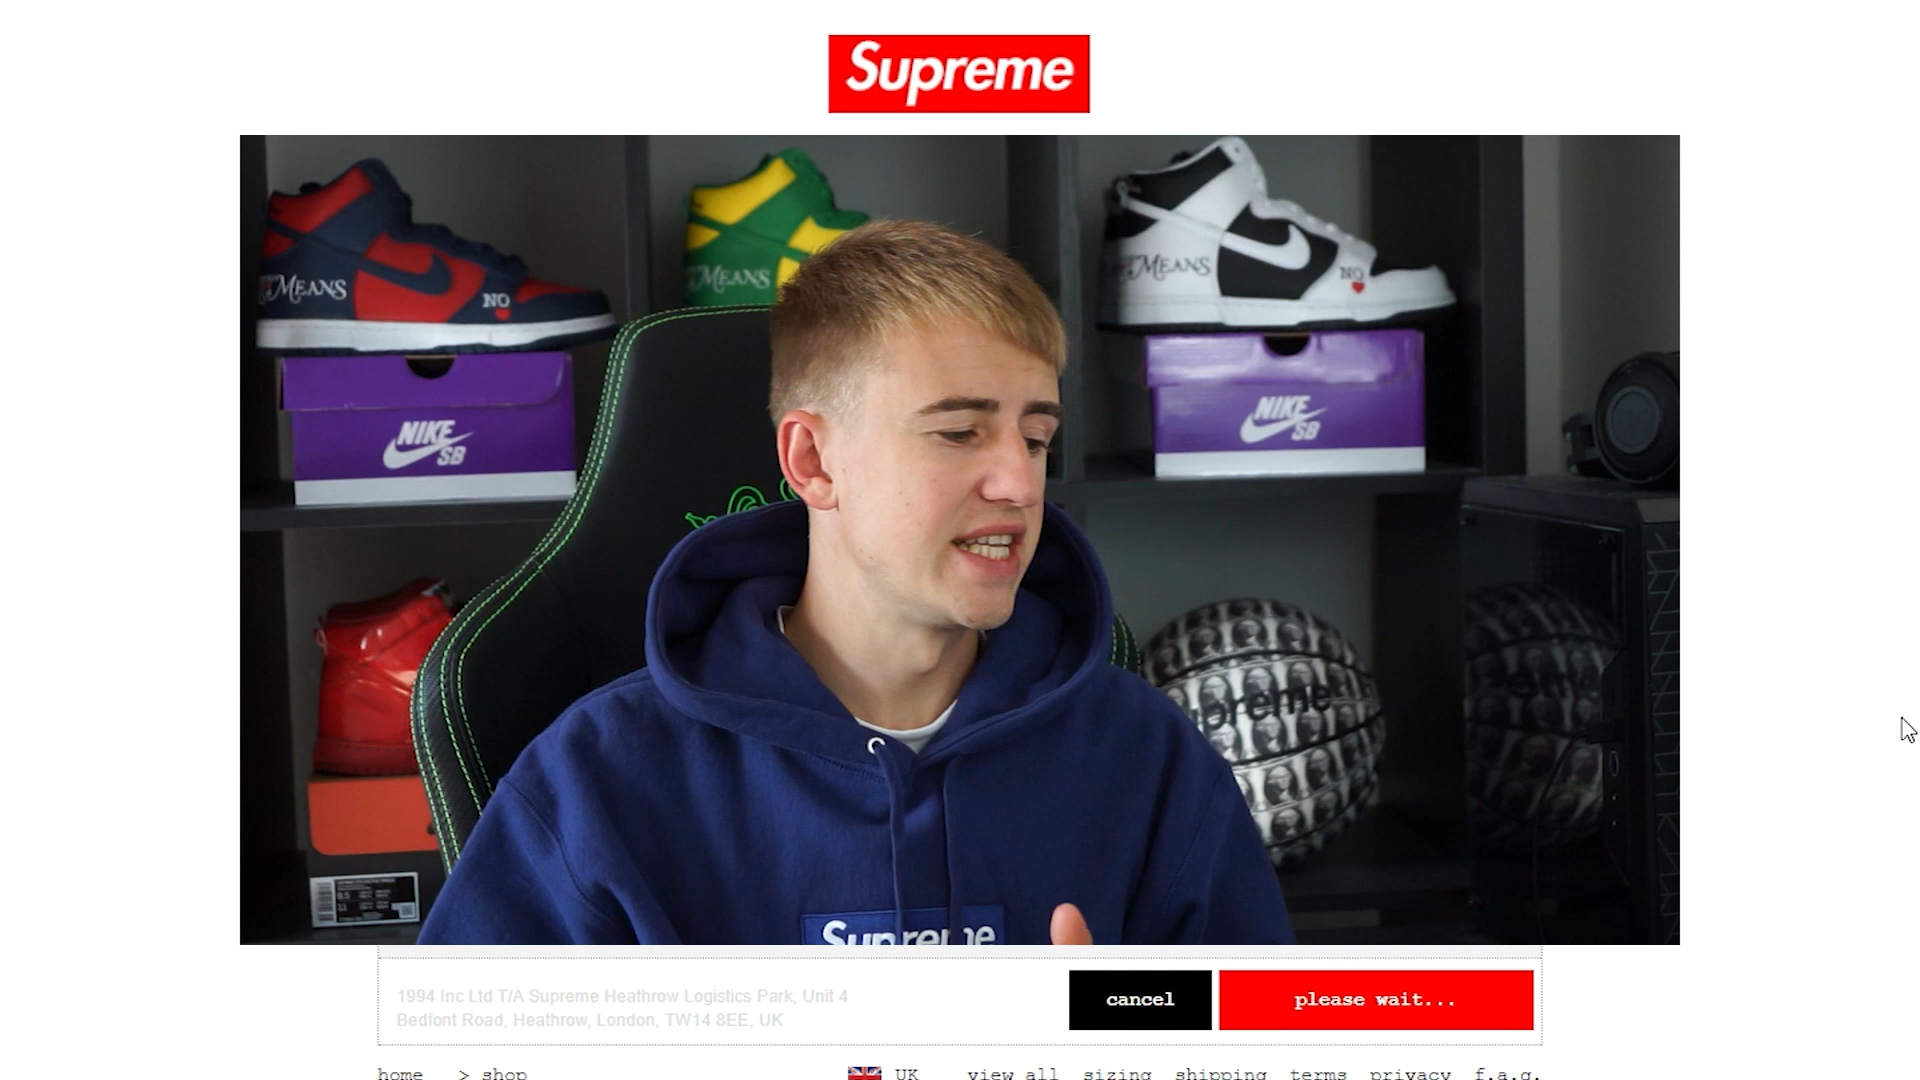 Supreme
MEANS
NO
MEANS
MEANS
NO
NIKE
SB
NIKE
SB
Supreme
1994 Inc Ltd T/A Supreme Heathrow Logistics Park, Unit 4
Bedfont Road, Heathrow, London, TW14 8EE, UK
cancel
please wait...
home > shop
UK view all sizing shipping terms privacy f.a.q.